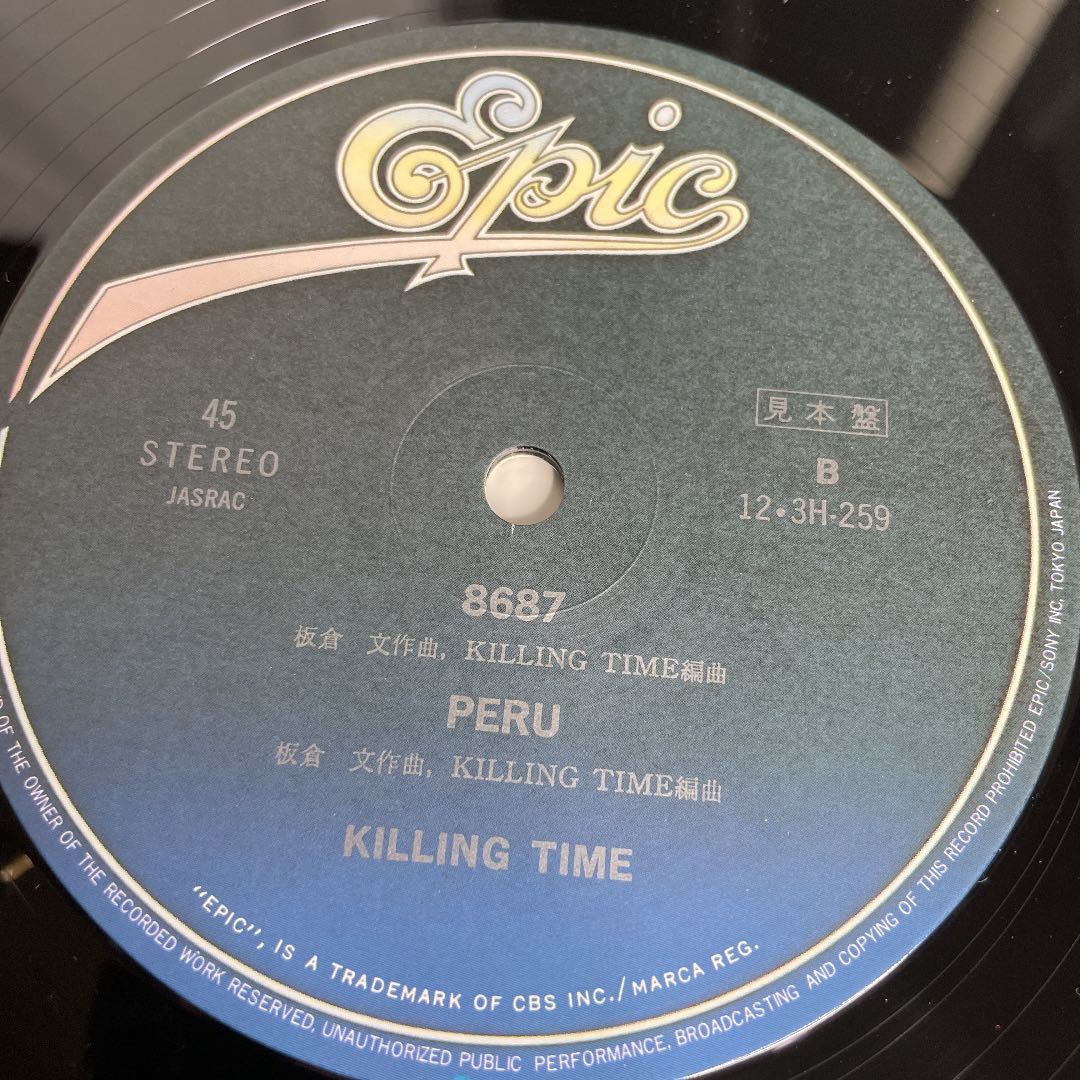 Epic
45
STEREO
JASRAC
見本盤
B
12・3H-259
8687
板倉 文作曲, KILLING TIME編曲
PERU
板倉 文作曲, KILLING TIME編曲
KILLING TIME
"EPIC", IS A TRADEMARK OF CBS INC./MARCA REG.
OF THE OWNER OF THE RECORDED WORK RESERVED, UNAUTHORIZED PUBLIC PERFORMANCE, BROADCASTING AND COPYING OF THIS RECORD PROHIBITED EPIC/SONY INC, TOKYO JAPAN